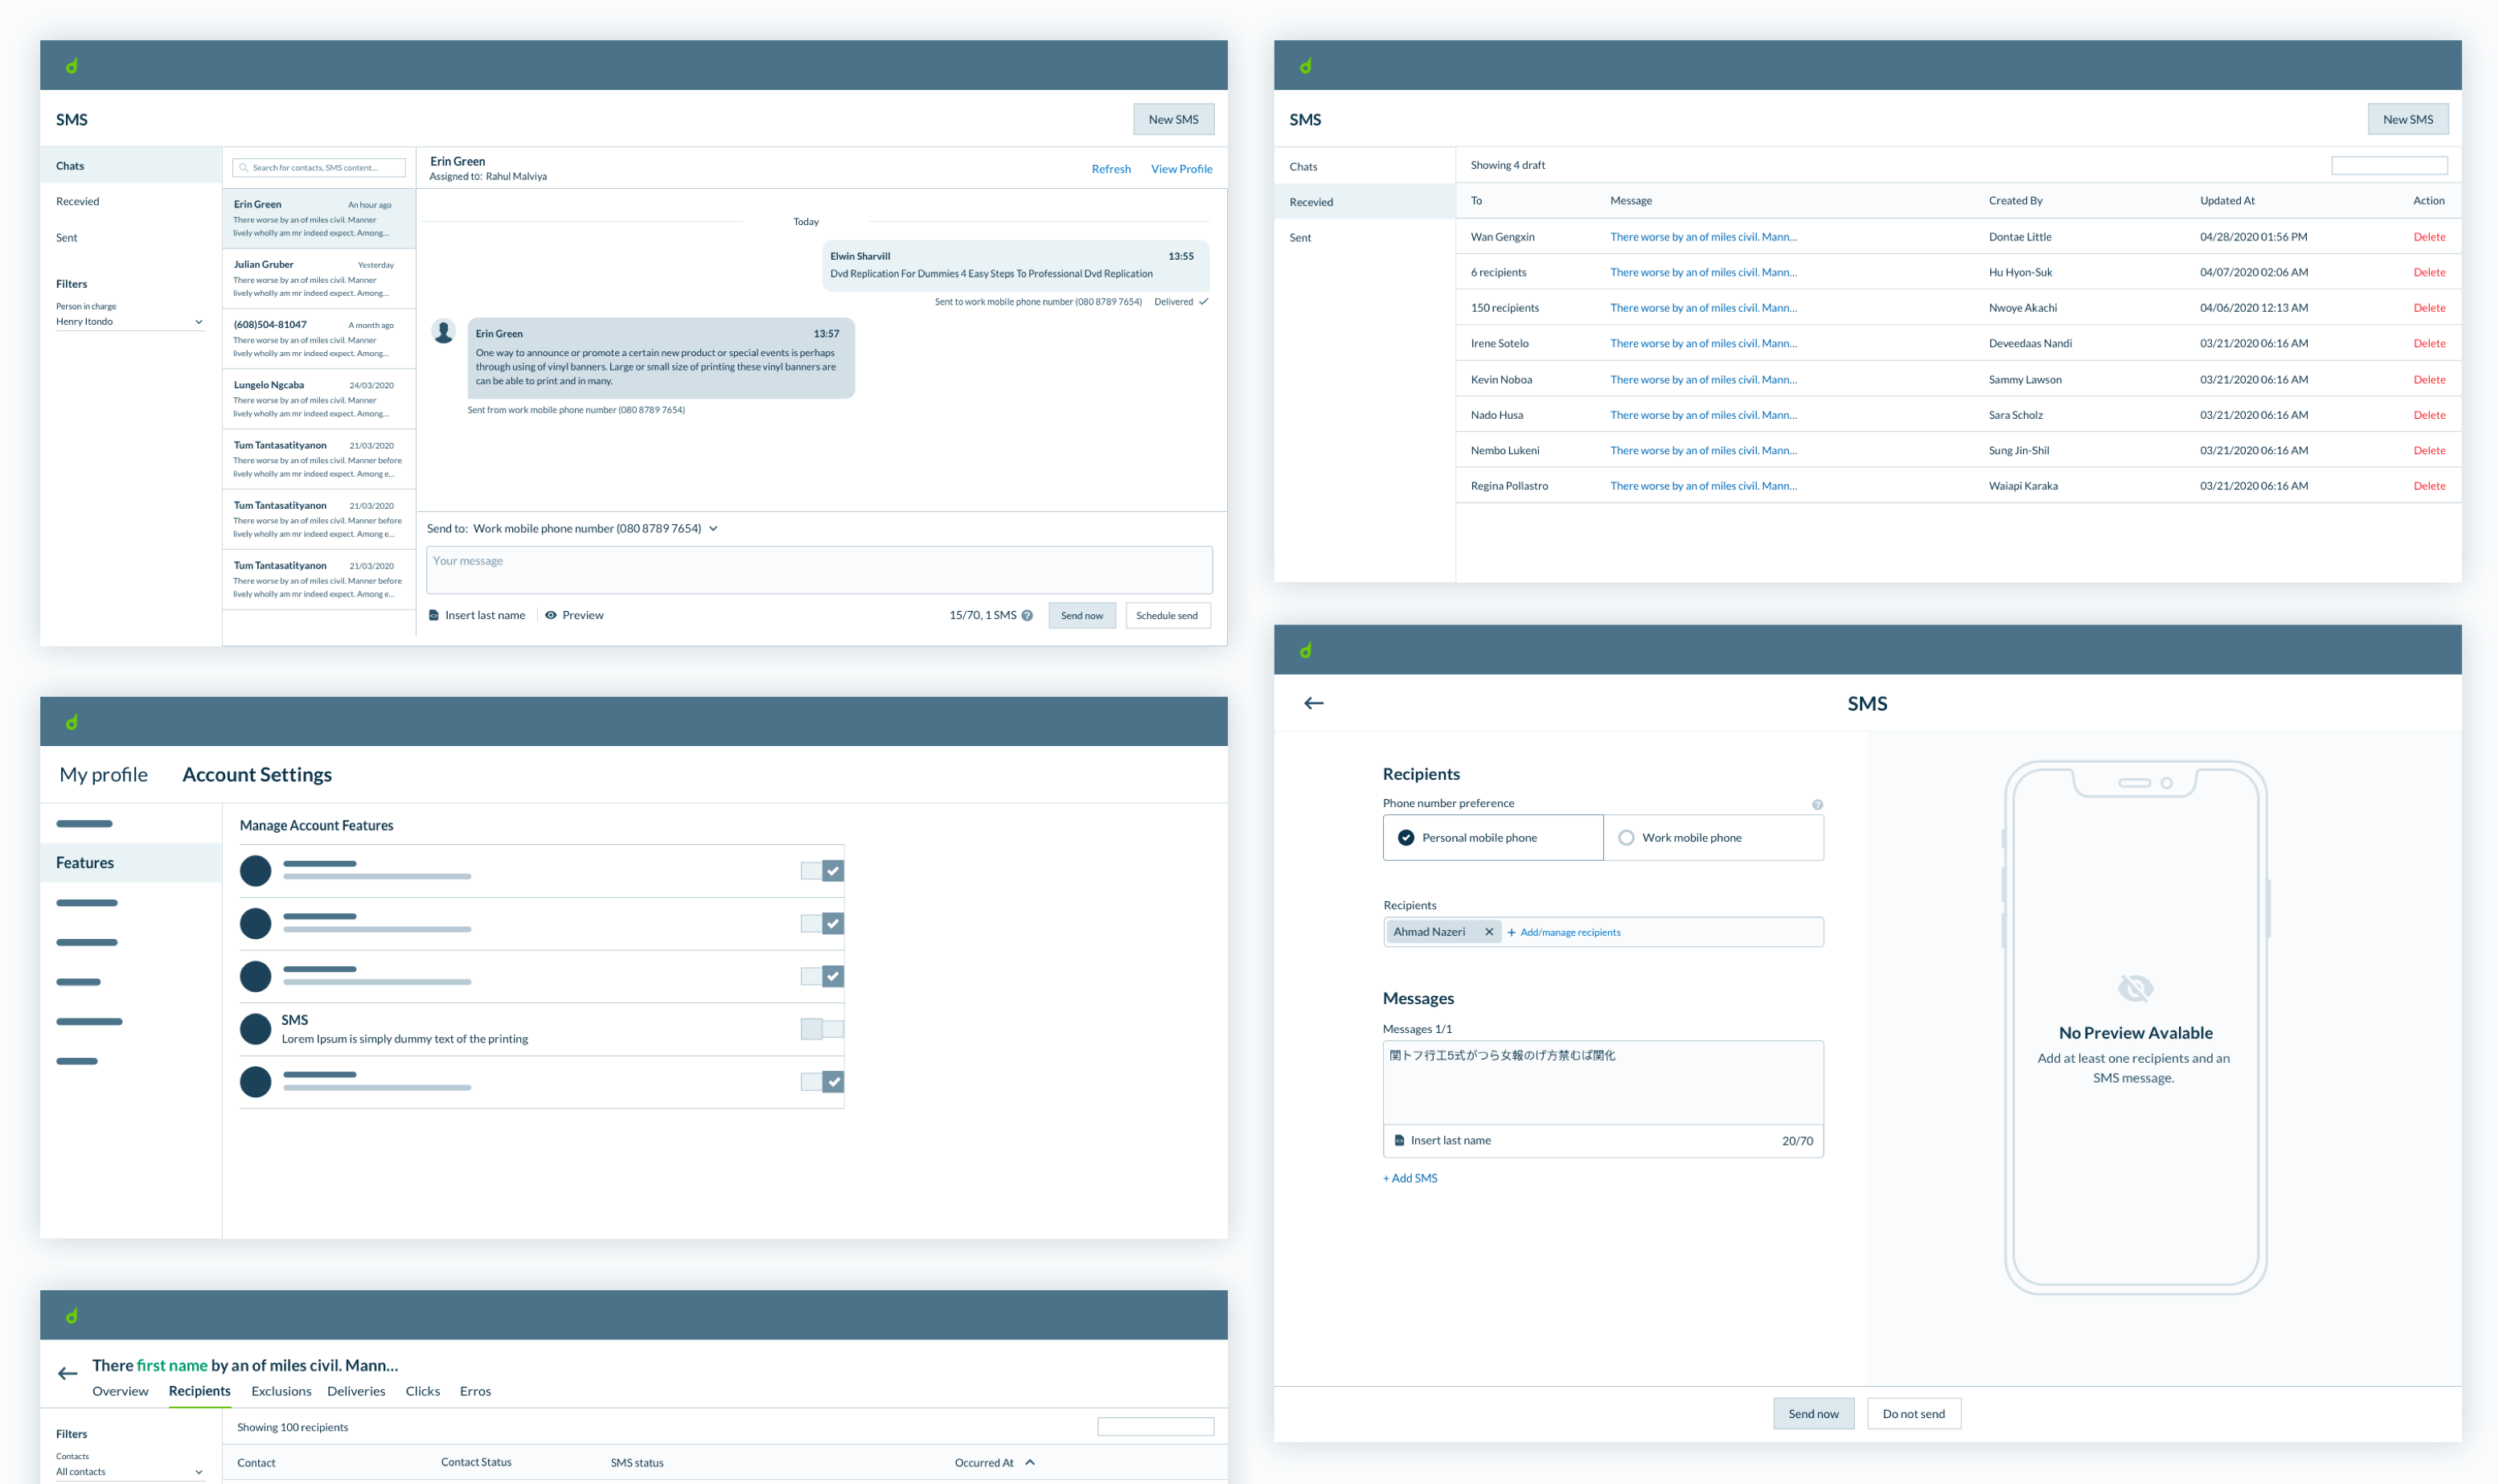 SMS
New SMS
Chats
Recevied
Sent
Filters
Person in charge
Henry Itondo
Search for contacts, SMS content...
Erin Green An hour ago
There worse by an of miles civil. Manner
lively wholly am mr indeed expect. Among...
Julian Gruber Yesterday
There worse by an of miles civil. Manner
lively wholly am mr indeed expect. Among...
(608)504-81047 A month ago
There worse by an of miles civil. Manner
lively wholly am mr indeed expect. Among...
Lungelo Ngcaba 24/03/2020
There worse by an of miles civil. Manner
lively wholly am mr indeed expect. Among...
Tum Tantasatityanon 21/03/2020
There worse by an of miles civil. Manner before
lively wholly am mr indeed expect. Among e...
Tum Tantasatityanon 21/03/2020
There worse by an of miles civil. Manner before
lively wholly am mr indeed expect. Among e...
Tum Tantasatityanon 21/03/2020
There worse by an of miles civil. Manner before
lively wholly am mr indeed expect. Among e...
Erin Green
Assigned to: Rahul Malviya
Refresh View Profile
Today
Elwin Sharvill 13:55
Dvd Replication For Dummies 4 Easy Steps To Professional Dvd Replication
Sent to work mobile phone number (080 8789 7654) Delivered
Erin Green 13:57
One way to announce or promote a certain new product or special events is perhaps
through using of vinyl banners. Large or small size of printing these vinyl banners are
can be able to print and in many.
Sent from work mobile phone number (080 8789 7654)
Send to: Work mobile phone number (080 8789 7654)
Your message
Insert last name Preview 15/70, 1 SMS ? Send now Schedule send
SMS
New SMS
Chats
Recevied
Sent
Showing 4 draft
To Message Created By Updated At Action
Wan Gengxin There worse by an of miles civil. Mann... Dontae Little 04/28/2020 01:56 PM Delete
6 recipients There worse by an of miles civil. Mann... Hu Hyon-Suk 04/07/2020 02:06 AM Delete
150 recipients There worse by an of miles civil. Mann... Nwoye Akachi 04/06/2020 12:13 AM Delete
Irene Sotelo There worse by an of miles civil. Mann... Deveedaas Nandi 03/21/2020 06:16 AM Delete
Kevin Noboa There worse by an of miles civil. Mann... Sammy Lawson 03/21/2020 06:16 AM Delete
Nado Husa There worse by an of miles civil. Mann... Sara Scholz 03/21/2020 06:16 AM Delete
Nembo Lukeni There worse by an of miles civil. Mann... Sung Jin-Shil 03/21/2020 06:16 AM Delete
Regina Pollastro There worse by an of miles civil. Mann... Waiapi Karaka 03/21/2020 06:16 AM Delete
My profile Account Settings
Features
Manage Account Features
SMS
Lorem Ipsum is simply dummy text of the printing
SMS
Recipients
Phone number preference ?
Personal mobile phone Work mobile phone
Recipients
Ahmad Nazeri + Add/manage recipients
Messages
Messages 1/1
関トフ行工5式がつら女報のげ方禁むば関化
Insert last name 20/70
+ Add SMS
No Preview Avalable
Add at least one recipients and an
SMS message.
Send now Do not send
There first name by an of miles civil. Mann...
Overview Recipients Exclusions Deliveries Clicks Erros
Filters
Contacts
All contacts
Showing 100 recipients
Contact Contact Status SMS status Occurred At